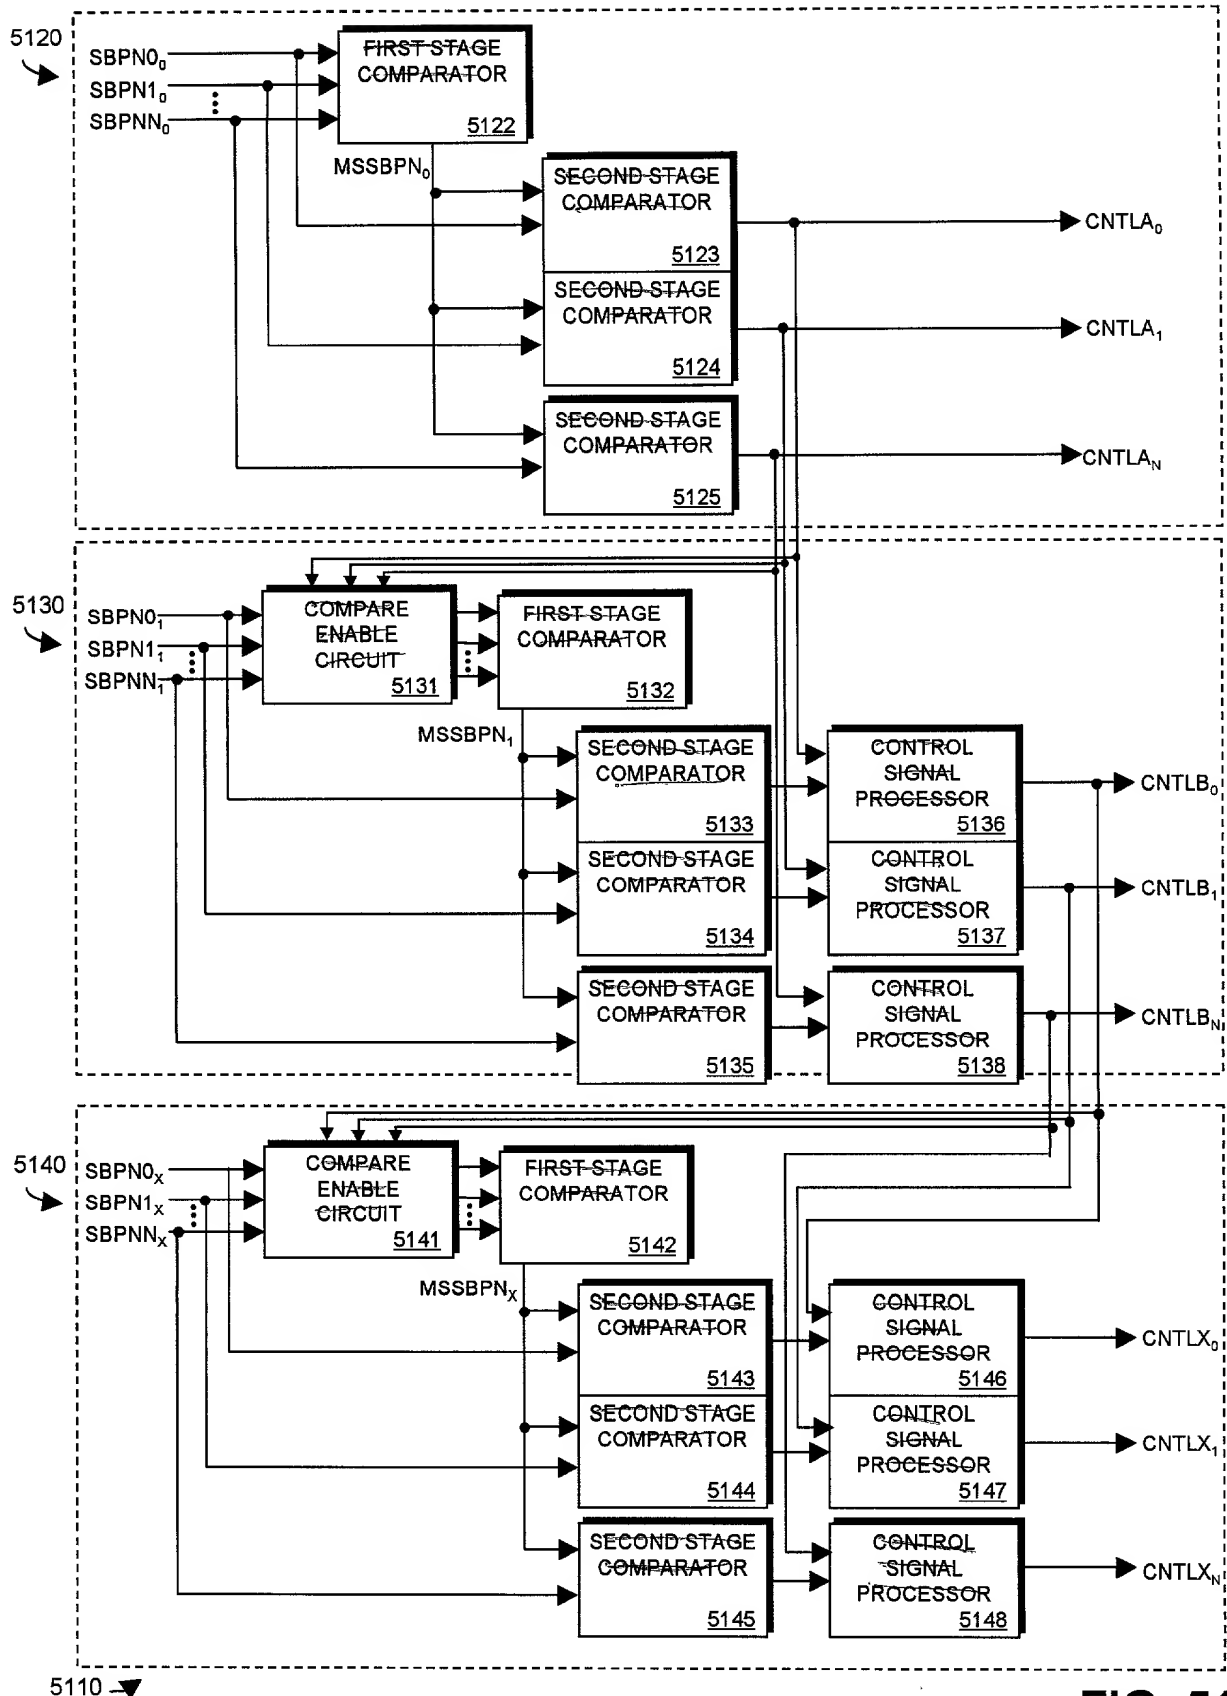 5120
SBPN0₀
SBPN1₀
SBPNN₀
FIRST STAGE
COMPARATOR
5122
MSSBPN₀
SECOND STAGE
COMPARATOR
5123
CNTLA₀
SECOND STAGE
COMPARATOR
5124
CNTLA₁
SECOND STAGE
COMPARATOR
5125
CNTLA_N
5130
SBPN0₁
SBPN1₁
SBPNN₁
COMPARE
ENABLE
CIRCUIT
5131
FIRST STAGE
COMPARATOR
5132
MSSBPN₁
SECOND STAGE
COMPARATOR
5133
CONTROL
SIGNAL
PROCESSOR
5136
CNTLB₀
SECOND STAGE
COMPARATOR
5134
CONTROL
SIGNAL
PROCESSOR
5137
CNTLB₁
SECOND STAGE
COMPARATOR
5135
CONTROL
SIGNAL
PROCESSOR
5138
CNTLB_N
5140
SBPN0_X
SBPN1_X
SBPNN_X
COMPARE
ENABLE
CIRCUIT
5141
FIRST STAGE
COMPARATOR
5142
MSSBPN_X
SECOND STAGE
COMPARATOR
5143
CONTROL
SIGNAL
PROCESSOR
5146
CNTLX₀
SECOND STAGE
COMPARATOR
5144
CONTROL
SIGNAL
PROCESSOR
5147
CNTLX₁
SECOND STAGE
COMPARATOR
5145
CONTROL
SIGNAL
PROCESSOR
5148
CNTLX_N
5110